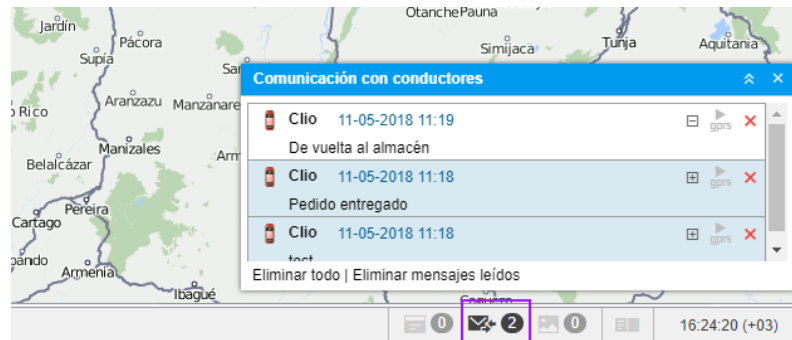 Otanche Pauna
Jardín
Pácora
Simijaca
Tunja
Aquitania
Supía
Comunicación con conductores
Rico
Aranzazu
Manzanare
Clio 11-05-2018 11:19
gprs
De vuelta al almacén
Manizales
Belalcázar
Arm
Clio 11-05-2018 11:18
gprs
Pedido entregado
Pereira
Cartago
Clio 11-05-2018 11:18
gprs
test
Armenia
Eliminar todo | Eliminar mensajes leídos
Ibagué
0 2 0 16:24:20 (+03)